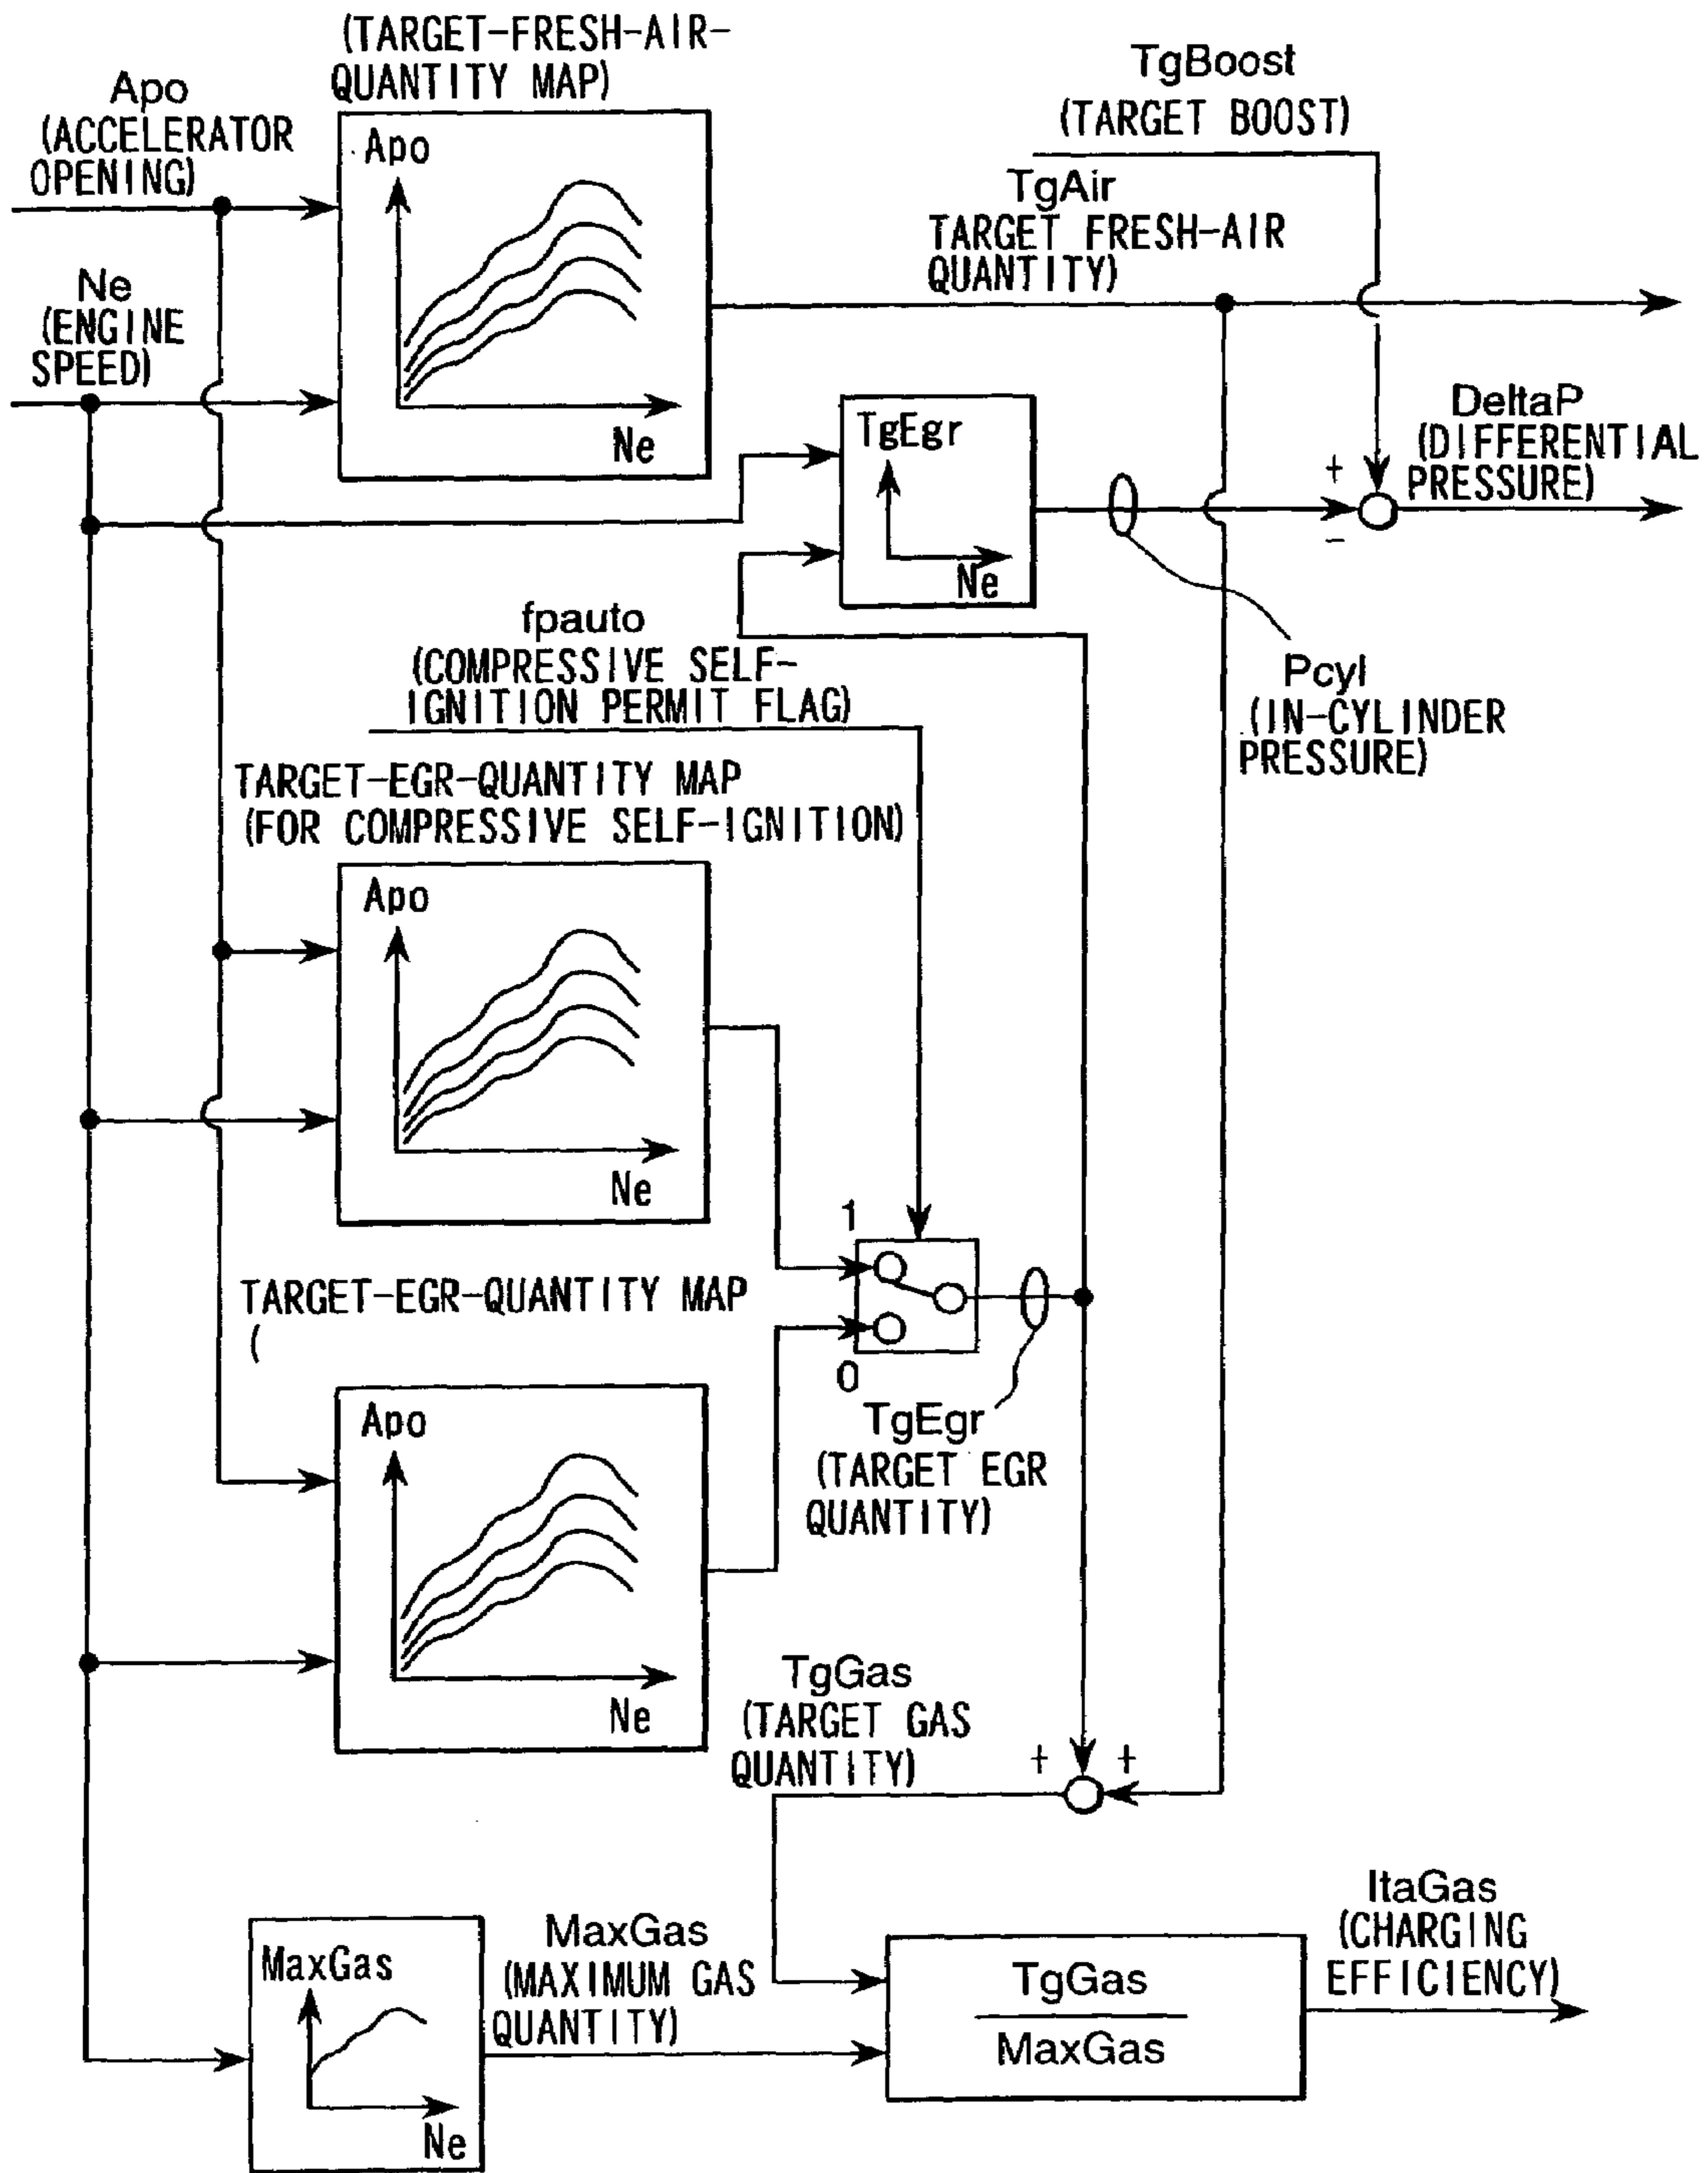 (TARGET-FRESH-AIR-
QUANTITY MAP)
Apo
(ACCELERATOR
OPENING)
Apo
Ne
Ne
(ENGINE
SPEED)
TgBoost
(TARGET BOOST)
TgAir
TARGET FRESH-AIR
QUANTITY)
TgEgr
Ne
+
-
DeltaP
(DIFFERENTIAL
PRESSURE)
fpauto
(COMPRESSIVE SELF-
IGNITION PERMIT FLAG)
Pcyl
(IN-CYLINDER
PRESSURE)
TARGET-EGR-QUANTITY MAP
(FOR COMPRESSIVE SELF-IGNITION)
Apo
Ne
1
0
TARGET-EGR-QUANTITY MAP
(
Apo
Ne
TgEgr
(TARGET EGR
QUANTITY)
TgGas
(TARGET GAS
QUANTITY)
+
+
MaxGas
Ne
MaxGas
(MAXIMUM GAS
QUANTITY)
TgGas
MaxGas
ItaGas
(CHARGING
EFFICIENCY)